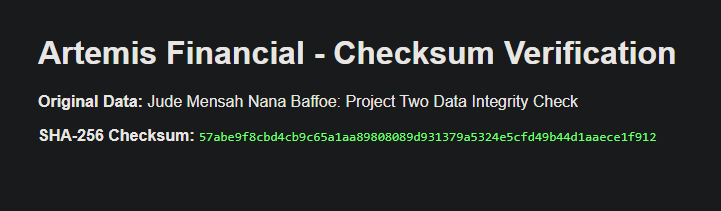 Artemis Financial - Checksum Verification
Original Data: Jude Mensah Nana Baffoe: Project Two Data Integrity Check
SHA-256 Checksum: 57abe9f8cbd4cb9c65a1aa89808089d931379a5324e5cfd49b44d1aaece1f912